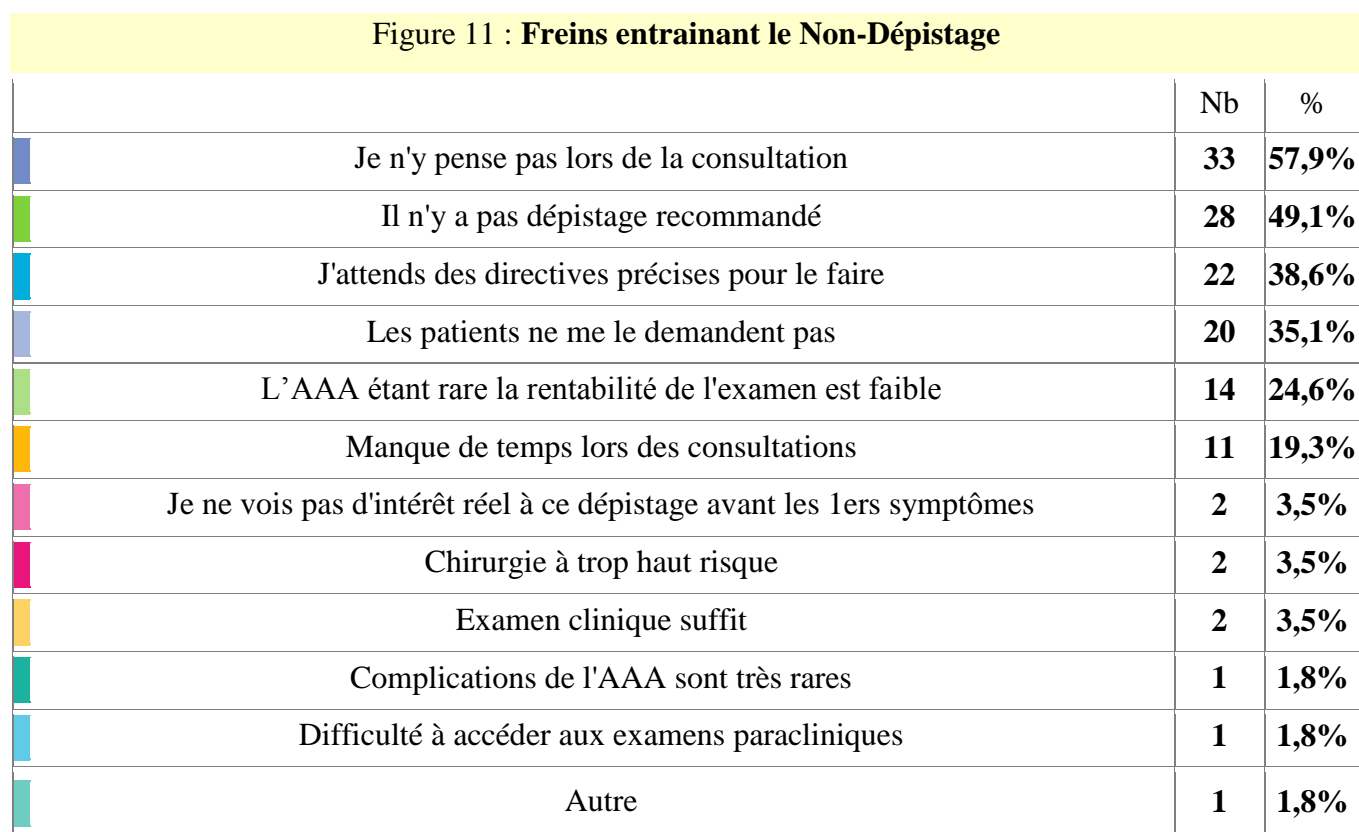 Figure 11 : Freins entrainant le Non-Dépistage
Nb %
Je n'y pense pas lors de la consultation 33 57,9%
Il n'y a pas dépistage recommandé 28 49,1%
J'attends des directives précises pour le faire 22 38,6%
Les patients ne me le demandent pas 20 35,1%
L’AAA étant rare la rentabilité de l'examen est faible 14 24,6%
Manque de temps lors des consultations 11 19,3%
Je ne vois pas d'intérêt réel à ce dépistage avant les 1ers symptômes 2 3,5%
Chirurgie à trop haut risque 2 3,5%
Examen clinique suffit 2 3,5%
Complications de l'AAA sont très rares 1 1,8%
Difficulté à accéder aux examens paracliniques 1 1,8%
Autre 1 1,8%